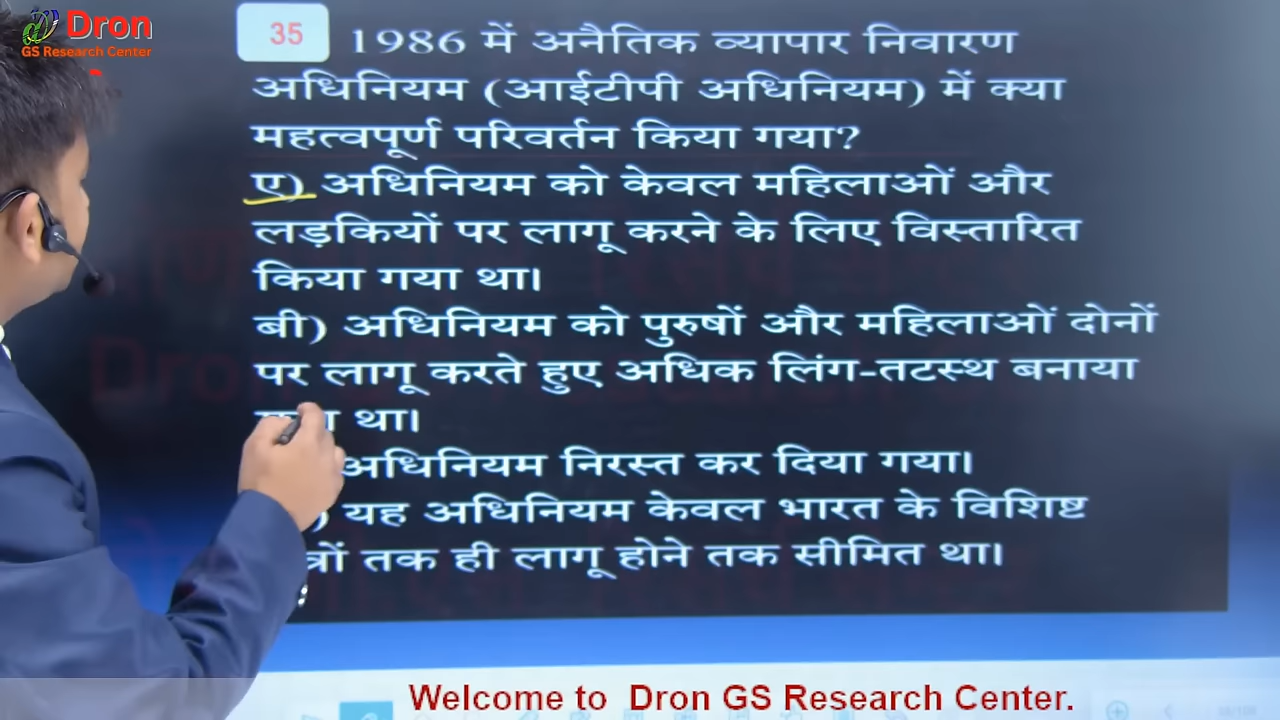 Dron
GS Research Center
35
1986 में अनैतिक व्यापार निवारण
अधिनियम (आईटीपी अधिनियम) में क्या
महत्वपूर्ण परिवर्तन किया गया?
ए) अधिनियम को केवल महिलाओं और
लड़कियों पर लागू करने के लिए विस्तारित
किया गया था।
बी) अधिनियम को पुरुषों और महिलाओं दोनों
पर लागू करते हुए अधिक लिंग-तटस्थ बनाया
था।
अधिनियम निरस्त कर दिया गया।
) यह अधिनियम केवल भारत के विशिष्ट
तक ही लागू होने तक सीमित था।
Welcome to Dron GS Research Center.